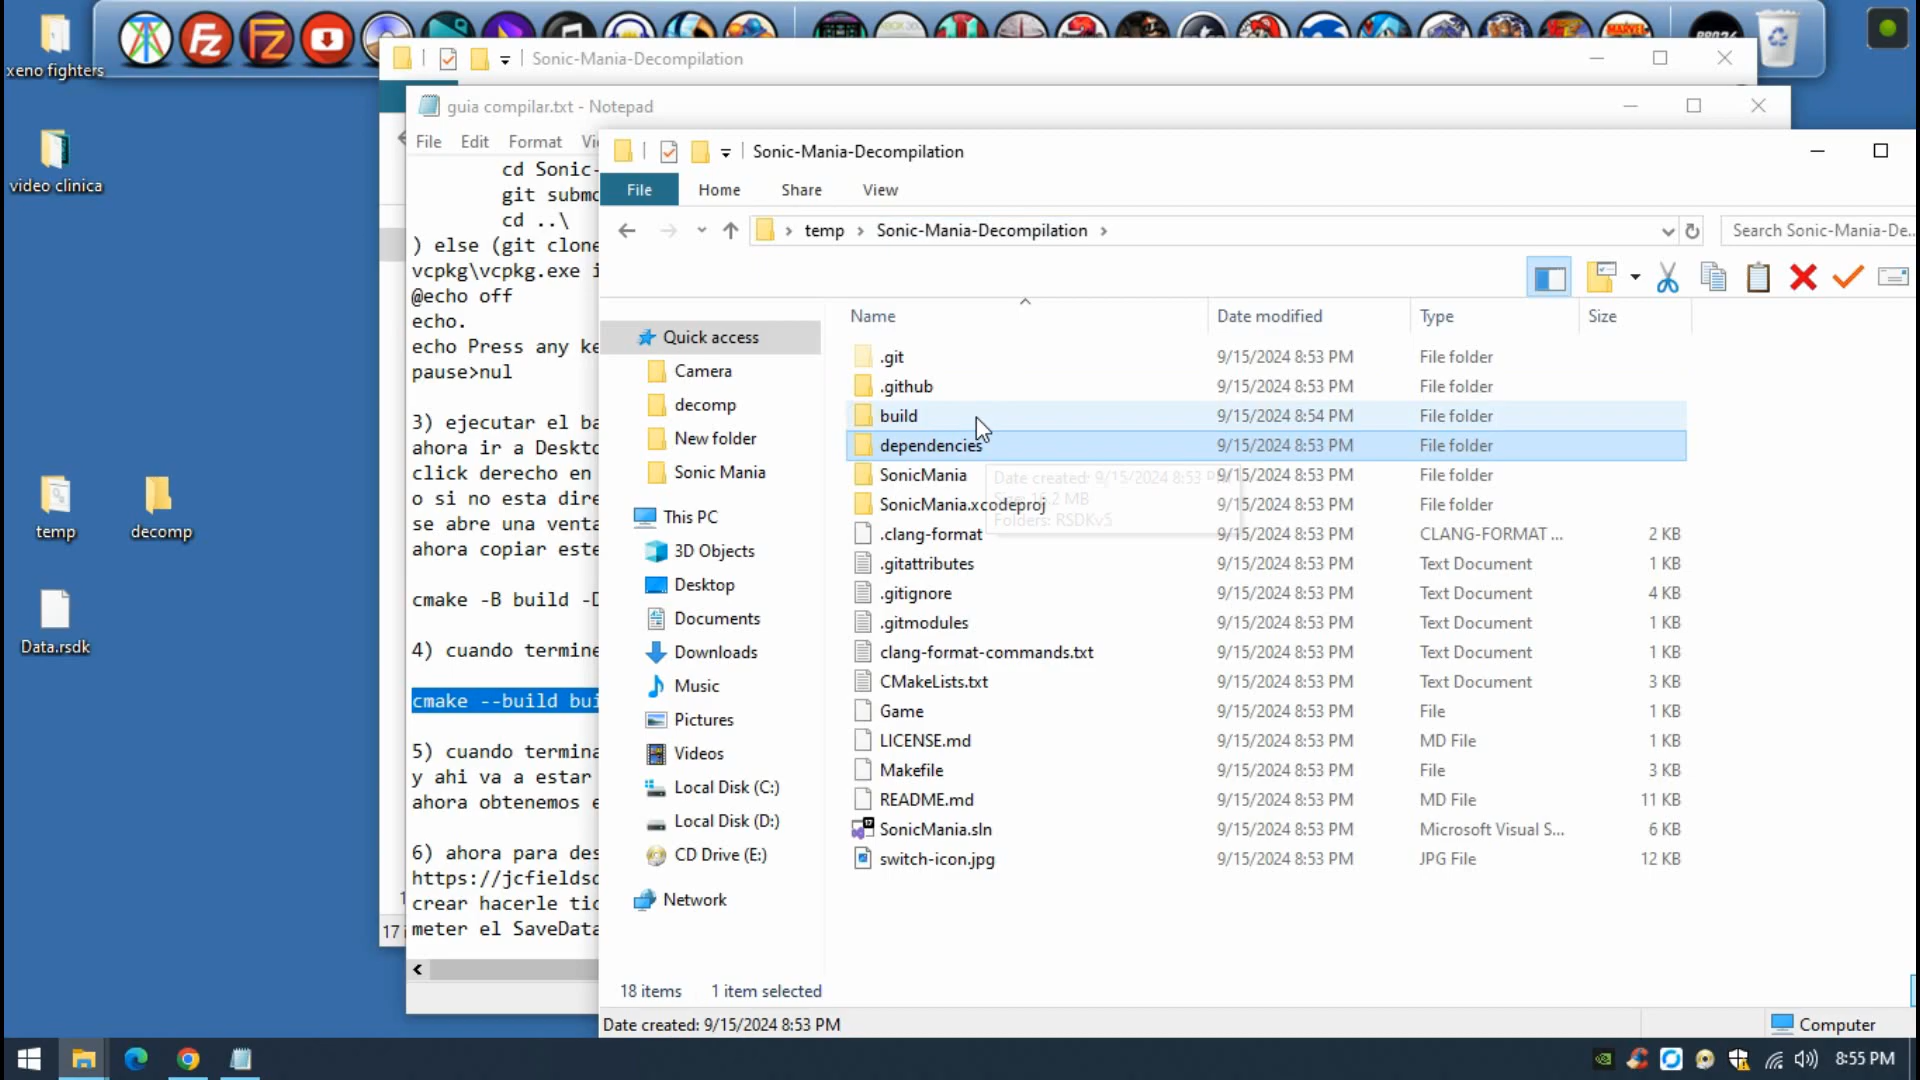 xeno fighters
video clinica
temp
decomp
Data.rsdk
XBOX 360
MARVEL
Sonic-Mania-Decompilation
guia compilar.txt - Notepad
File Edit Format Vi
cd Sonic-
git submo
cd ..\
) else (git clone
vcpkg\vcpkg.exe i
@echo off
echo.
echo Press any ke
pause>nul
3) ejecutar el ba
ahora ir a Deskto
click derecho en
o si no esta dire
se abre una venta
ahora copiar este
cmake -B build -D
4) cuando termine
cmake --build bui
5) cuando termina
y ahi va a estar
ahora obtenemos e
6) ahora para des
https://jcfieldsd
crear hacerle tic
meter el SaveData
Sonic-Mania-Decompilation
File Home Share View
temp Sonic-Mania-Decompilation
Search Sonic-Mania-De...
Name Date modified Type Size
Quick access
Camera
decomp
New folder
Sonic Mania
This PC
3D Objects
Desktop
Documents
Downloads
Music
Pictures
Videos
Local Disk (C:)
Local Disk (D:)
CD Drive (E:)
Network
.git 9/15/2024 8:53 PM File folder
.github 9/15/2024 8:53 PM File folder
build 9/15/2024 8:54 PM File folder
dependencies 9/15/2024 8:53 PM File folder
SonicMania 9/15/2024 8:53 PM File folder
SonicMania.xcodeproj 9/15/2024 8:53 PM File folder
.clang-format 9/15/2024 8:53 PM CLANG-FORMAT ... 2 KB
.gitattributes 9/15/2024 8:53 PM Text Document 1 KB
.gitignore 9/15/2024 8:53 PM Text Document 4 KB
.gitmodules 9/15/2024 8:53 PM Text Document 1 KB
clang-format-commands.txt 9/15/2024 8:53 PM Text Document 1 KB
CMakeLists.txt 9/15/2024 8:53 PM Text Document 3 KB
Game 9/15/2024 8:53 PM File 1 KB
LICENSE.md 9/15/2024 8:53 PM MD File 1 KB
Makefile 9/15/2024 8:53 PM File 3 KB
README.md 9/15/2024 8:53 PM MD File 11 KB
SonicMania.sln 9/15/2024 8:53 PM Microsoft Visual S... 6 KB
switch-icon.jpg 9/15/2024 8:53 PM JPG File 12 KB
Date created: 9/15/2024 8:53 P
Size: 16.2 MB
Folders: RSDKv5
17 i
18 items 1 item selected
Date created: 9/15/2024 8:53 PM
Computer
8:55 PM